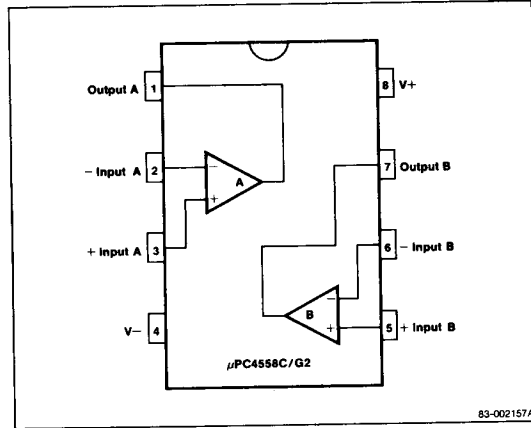 Output A 1
8 V+
− Input A 2
−
A
+
7 Output B
+ Input A 3
6 − Input B
V− 4
−
B
+
5 + Input B
μPC4558C/G2
83-002157A